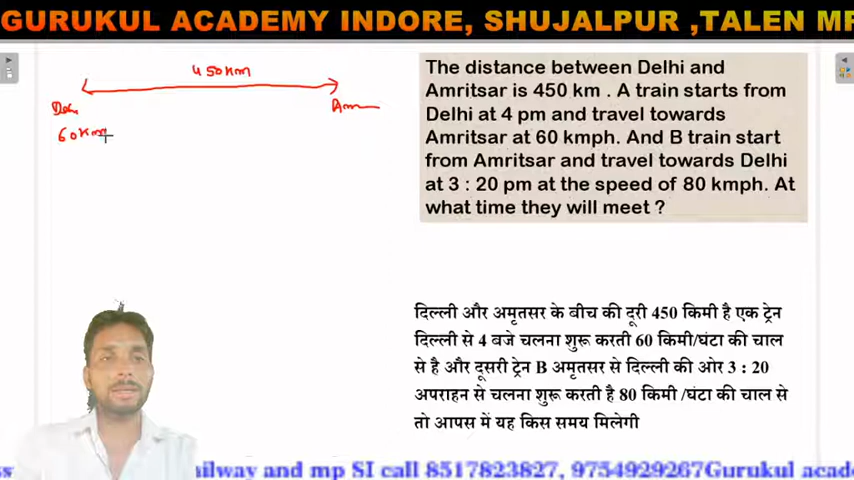 GURUKUL ACADEMY INDORE, SHUJALPUR ,TALEN MP
450Km
60Km
The distance between Delhi and
Amritsar is 450 km . A train starts from
Delhi at 4 pm and travel towards
Amritsar at 60 kmph. And B train start
from Amritsar and travel towards Delhi
at 3 : 20 pm at the speed of 80 kmph. At
what time they will meet ?
दिल्ली और अमृतसर के बीच की दूरी 450 किमी है एक ट्रेन
दिल्ली से 4 बजे चलना शुरू करती 60 किमी/घंटा की चाल
से है और दूसरी ट्रेन B अमृतसर से दिल्ली की ओर 3 : 20
अपराहन से चलना शुरू करती है 80 किमी /घंटा की चाल से
तो आपस में यह किस समय मिलेगी
railway and mp SI call 8517823827, 9754929267Gurukul acade